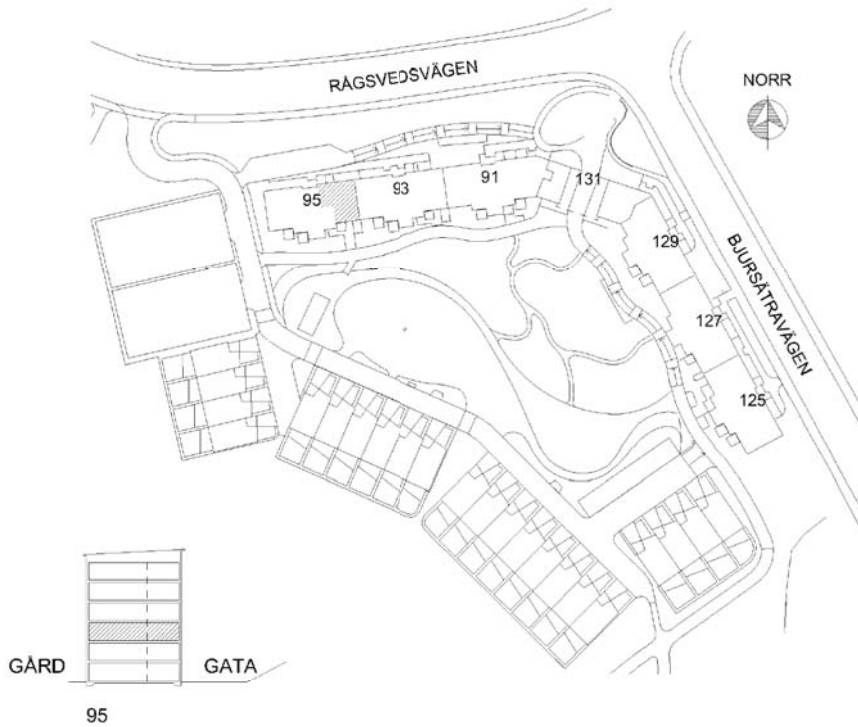 RÅGSVEDSVÄGEN
NORR
95
93
91
131
129
BJURSÄTRAVÄGEN
127
125
GÅRD
GATA
95